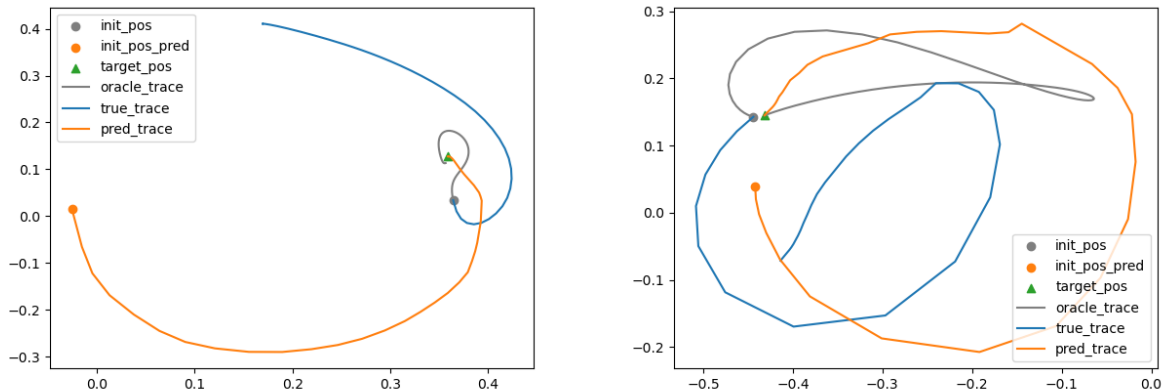 0.4
0.3
0.2
0.1
0.0
−0.1
−0.2
−0.3
0.0
0.1
0.2
0.3
0.4
init_pos
init_pos_pred
target_pos
oracle_trace
true_trace
pred_trace
0.3
0.2
0.1
0.0
−0.1
−0.2
−0.5
−0.4
−0.3
−0.2
−0.1
0.0
init_pos
init_pos_pred
target_pos
oracle_trace
true_trace
pred_trace